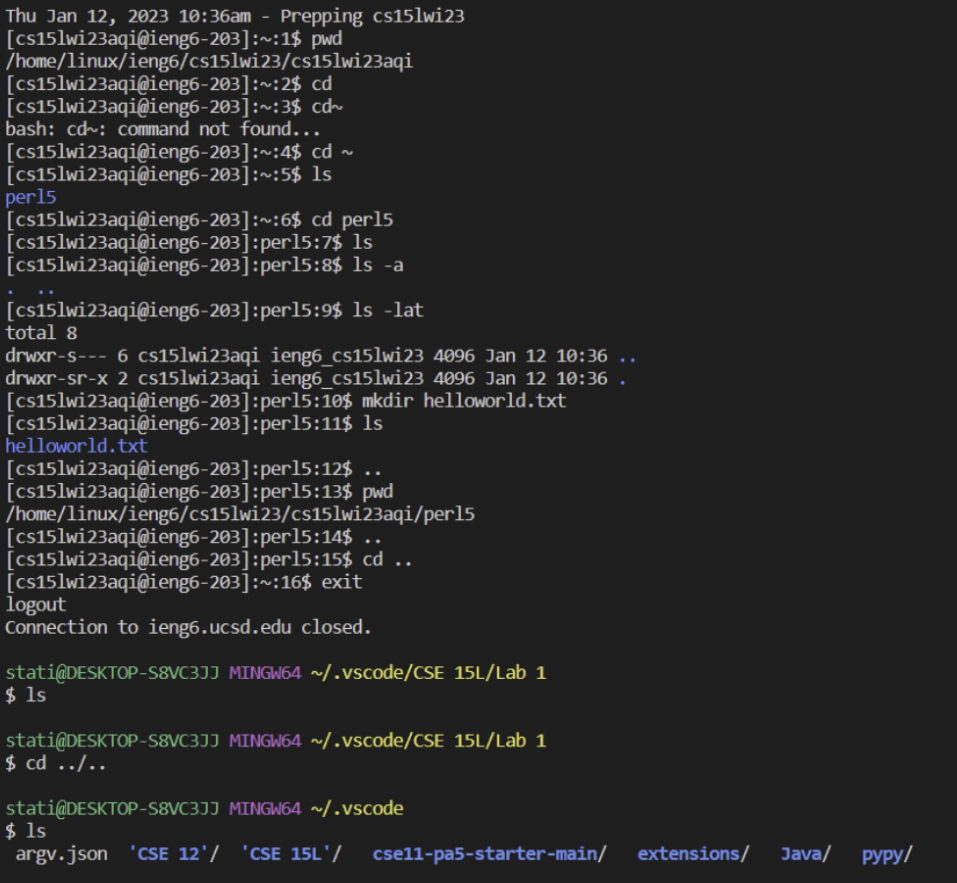 Thu Jan 12, 2023 10:36am - Prepping cs15lwi23
[cs15lwi23aqi@ieng6-203]:~:1$ pwd
/home/linux/ieng6/cs15lwi23/cs15lwi23aqi
[cs15lwi23aqi@ieng6-203]:~:2$ cd
[cs15lwi23aqi@ieng6-203]:~:3$ cd~
bash: cd~: command not found...
[cs15lwi23aqi@ieng6-203]:~:4$ cd ~
[cs15lwi23aqi@ieng6-203]:~:5$ ls
perl5
[cs15lwi23aqi@ieng6-203]:~:6$ cd perl5
[cs15lwi23aqi@ieng6-203]:perl5:7$ ls
[cs15lwi23aqi@ieng6-203]:perl5:8$ ls -a
.  ..
[cs15lwi23aqi@ieng6-203]:perl5:9$ ls -lat
total 8
drwxr-s--- 6 cs15lwi23aqi ieng6_cs15lwi23 4096 Jan 12 10:36 ..
drwxr-sr-x 2 cs15lwi23aqi ieng6_cs15lwi23 4096 Jan 12 10:36 .
[cs15lwi23aqi@ieng6-203]:perl5:10$ mkdir helloworld.txt
[cs15lwi23aqi@ieng6-203]:perl5:11$ ls
helloworld.txt
[cs15lwi23aqi@ieng6-203]:perl5:12$ ..
[cs15lwi23aqi@ieng6-203]:perl5:13$ pwd
/home/linux/ieng6/cs15lwi23/cs15lwi23aqi/perl5
[cs15lwi23aqi@ieng6-203]:perl5:14$ ..
[cs15lwi23aqi@ieng6-203]:perl5:15$ cd ..
[cs15lwi23aqi@ieng6-203]:~:16$ exit
logout
Connection to ieng6.ucsd.edu closed.
stati@DESKTOP-S8VC3JJ MINGW64 ~/.vscode/CSE 15L/Lab 1
$ ls
stati@DESKTOP-S8VC3JJ MINGW64 ~/.vscode/CSE 15L/Lab 1
$ cd ../..
stati@DESKTOP-S8VC3JJ MINGW64 ~/.vscode
$ ls
argv.json  'CSE 12'/  'CSE 15L'/  cse11-pa5-starter-main/  extensions/  Java/  pypy/